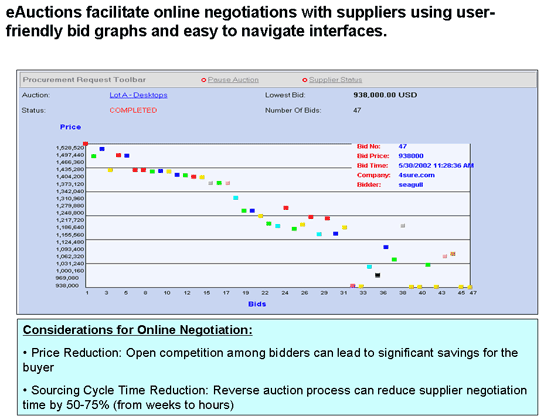 eAuctions facilitate online negotiations with suppliers using user-
friendly bid graphs and easy to navigate interfaces.
Procurement Request Toolbar Pause Auction Supplier Status
Auction: Lot A - Desktops Lowest Bid: 938,000.00 USD
Status: COMPLETED Number Of Bids: 47
Price
Bid No: 47
Bid Price: 938000
Bid Time: 5/30/2002 11:28:36 AM
Company: 4sure.com
Bidder: seagull
1,528,520
1,497,440
1,466,360
1,435,280
1,404,200
1,373,120
1,342,040
1,310,960
1,279,880
1,248,800
1,217,720
1,186,640
1,155,560
1,124,480
1,093,400
1,062,320
1,031,240
1,000,160
969,080
938,000
1 3 5 8 10 12 15 17 19 22 24 26 29 31 33 36 38 40 43 45 47
Bids
Considerations for Online Negotiation:
• Price Reduction: Open competition among bidders can lead to significant savings for the
buyer
• Sourcing Cycle Time Reduction: Reverse auction process can reduce supplier negotiation
time by 50-75% (from weeks to hours)